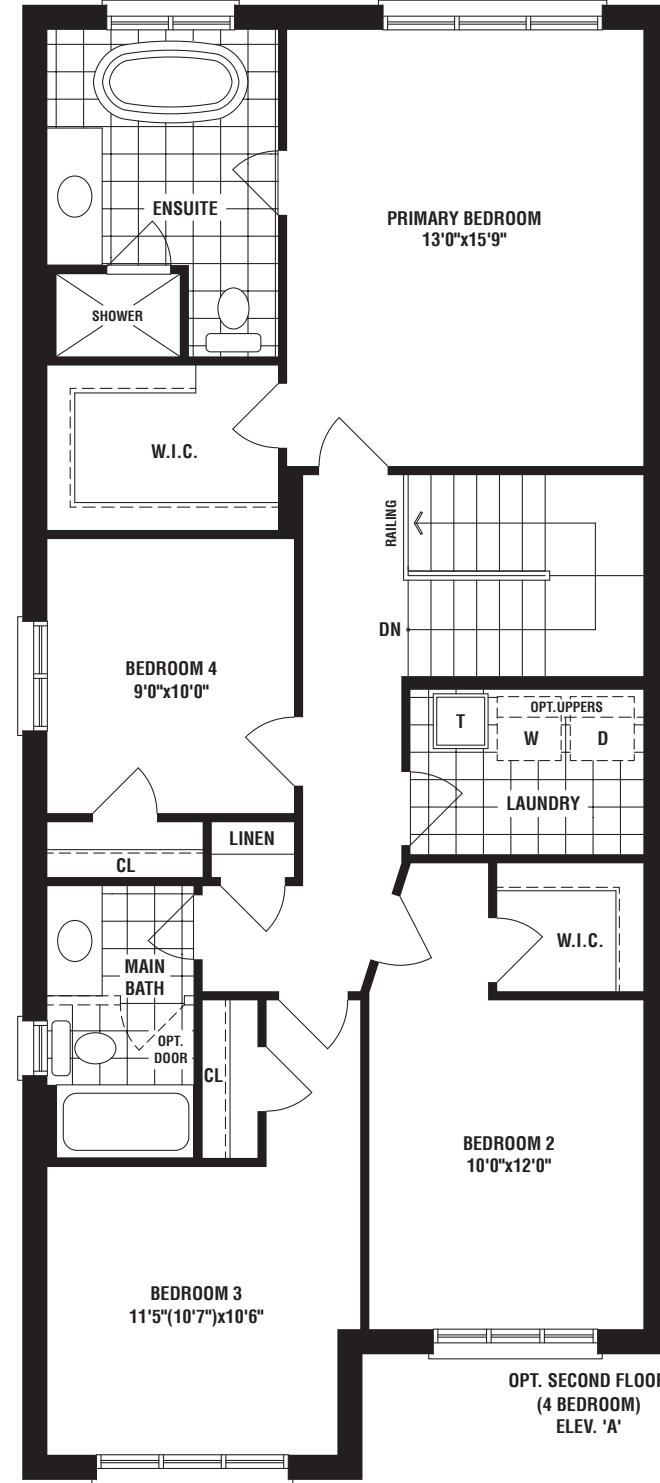 ENSUITE
PRIMARY BEDROOM
13'0"x15'9"
SHOWER
W.I.C.
RAILING
DN
BEDROOM 4
9'0"x10'0"
OPT.UPPERS
T
W
D
LAUNDRY
LINEN
CL
W.I.C.
MAIN
BATH
OPT.
DOOR
CL
BEDROOM 2
10'0"x12'0"
BEDROOM 3
11'5"(10'7")x10'6"
OPT. SECOND FLOOR
(4 BEDROOM)
ELEV. 'A'